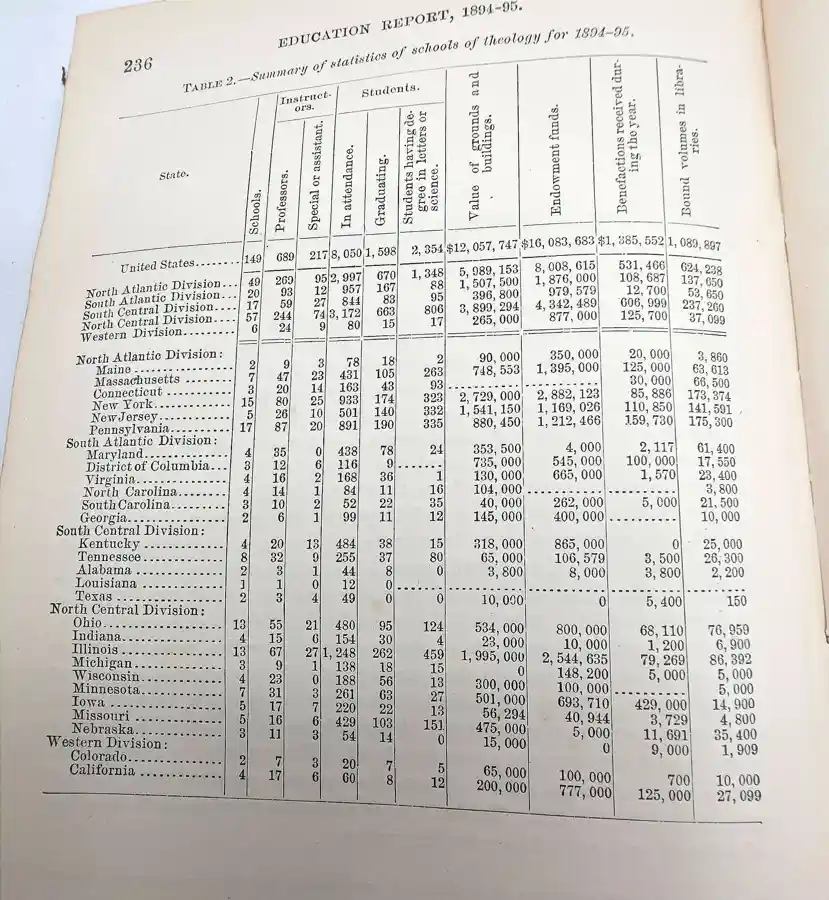 236
EDUCATION REPORT, 1894-95.
TABLE 2.—Summary of statistics of schools of theology for 1894-95.
State.
Schools.
Instructors.
Professors.
Special or assistant.
Students.
In attendance.
Graduating.
Students having degree in letters or science.
Value of grounds and buildings.
Endowment funds.
Benefactions received during the year.
Bound volumes in libraries.
United States........ 149 689 217 8,050 1,598 2,354 $12,057,747 $16,083,683 $1,385,552 1,089,897
North Atlantic Division... 49 269 95 2,997 670 1,348 5,989,153 8,008,615 531,466 624,238
South Atlantic Division... 20 93 12 957 167 88 1,507,500 1,876,000 108,687 137,650
South Central Division.... 17 59 27 844 83 95 396,800 979,579 12,700 53,650
North Central Division.... 57 244 74 3,172 663 806 3,899,294 4,342,489 606,999 237,260
Western Division......... 6 24 9 80 15 17 265,000 877,000 125,700 37,099
North Atlantic Division:
Maine ................ 2 9 3 78 18 2 90,000 350,000 20,000 3,860
Massachusetts ........ 7 47 23 431 105 263 748,553 1,395,000 125,000 63,613
Connecticut ........... 3 20 14 163 43 93 ............ ............ 30,000 66,500
New York............. 15 80 25 933 174 323 2,729,000 2,882,123 85,886 173,374
New Jersey............ 5 26 10 501 140 332 1,541,150 1,169,026 110,850 141,591
Pennsylvania.......... 17 87 20 891 190 335 880,450 1,212,466 159,730 175,300
South Atlantic Division:
Maryland............... 4 35 0 438 78 24 353,500 4,000 2,117 61,400
District of Columbia... 3 12 6 116 9 ....... 735,000 545,000 100,000 17,550
Virginia................ 4 16 2 168 36 1 130,000 665,000 1,570 23,400
North Carolina......... 4 14 1 84 11 16 104,000 ............ ............ 3,800
South Carolina.......... 3 10 2 52 22 35 40,000 262,000 5,000 21,500
Georgia................ 2 6 1 99 11 12 145,000 400,000 .......... 10,000
South Central Division:
Kentucky ............. 4 20 13 484 38 15 318,000 865,000 0 25,000
Tennessee............. 8 32 9 255 37 80 65,000 106,579 3,500 26,300
Alabama .............. 2 3 1 44 8 0 3,800 8,000 3,800 2,200
Louisiana ............. 1 1 0 12 0 ....... ............ ............ ............ ............
Texas ................. 2 3 4 49 0 0 10,000 0 5,400 150
North Central Division:
Ohio.................... 13 55 21 480 95 124 534,000 800,000 68,110 76,959
Indiana................. 4 15 6 154 30 4 23,000 10,000 1,200 6,900
Illinois ................. 13 67 27 1,248 262 459 1,995,000 2,544,635 79,269 86,392
Michigan............... 3 9 1 138 18 15 0 148,200 5,000 5,000
Wisconsin.............. 4 23 0 188 56 13 300,000 100,000 .......... 5,000
Minnesota.............. 7 31 3 261 63 27 501,000 693,710 429,000 14,900
Iowa ................... 5 17 7 220 22 13 56,294 40,944 3,729 4,800
Missouri ............... 5 16 6 429 103 151 475,000 5,000 11,691 35,400
Nebraska............... 3 11 3 54 14 0 15,000 0 9,000 1,909
Western Division:
Colorado................ 2 7 3 20 7 5 65,000 100,000 700 10,000
California .............. 4 17 6 60 8 12 200,000 777,000 125,000 27,099